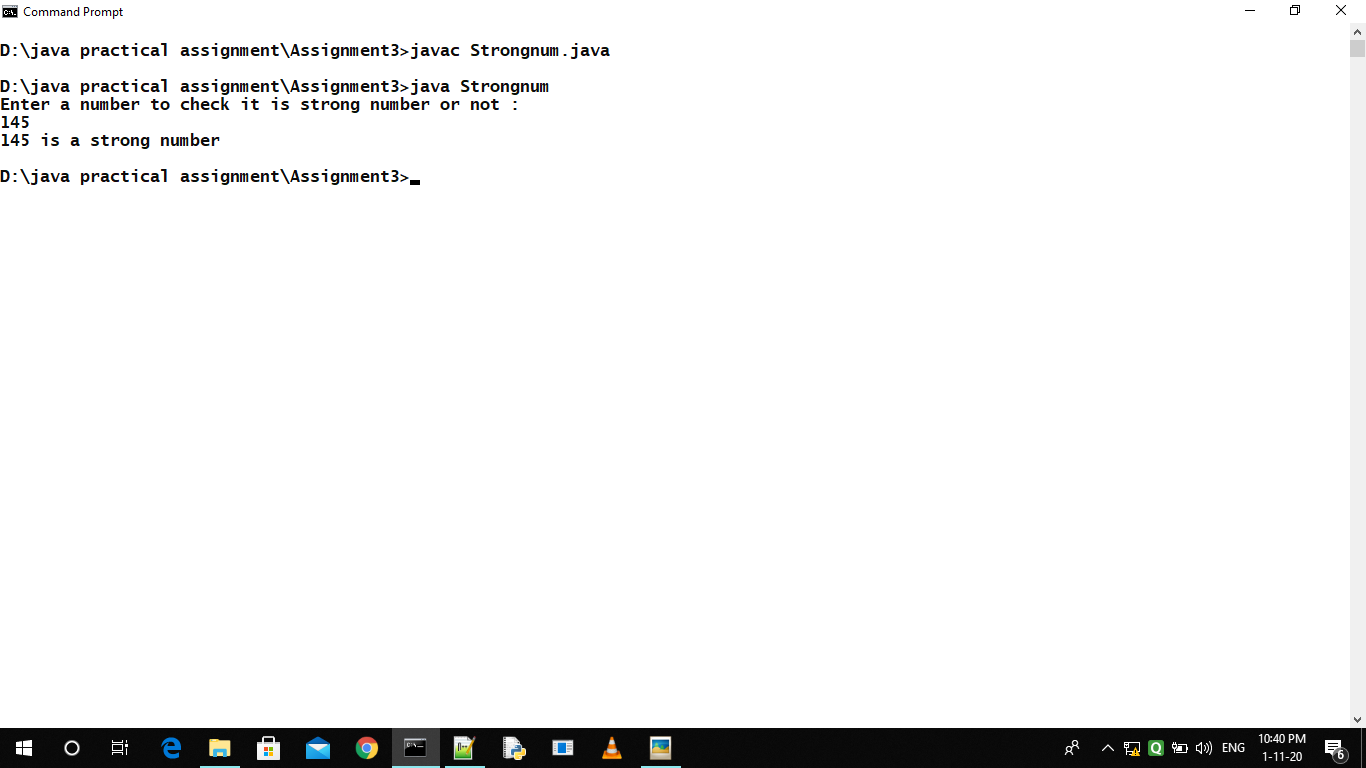 Command Prompt
D:\java practical assignment\Assignment3>javac Strongnum.java
D:\java practical assignment\Assignment3>java Strongnum
Enter a number to check it is strong number or not :
145
145 is a strong number
D:\java practical assignment\Assignment3>
ENG
10:40 PM
1-11-20
6